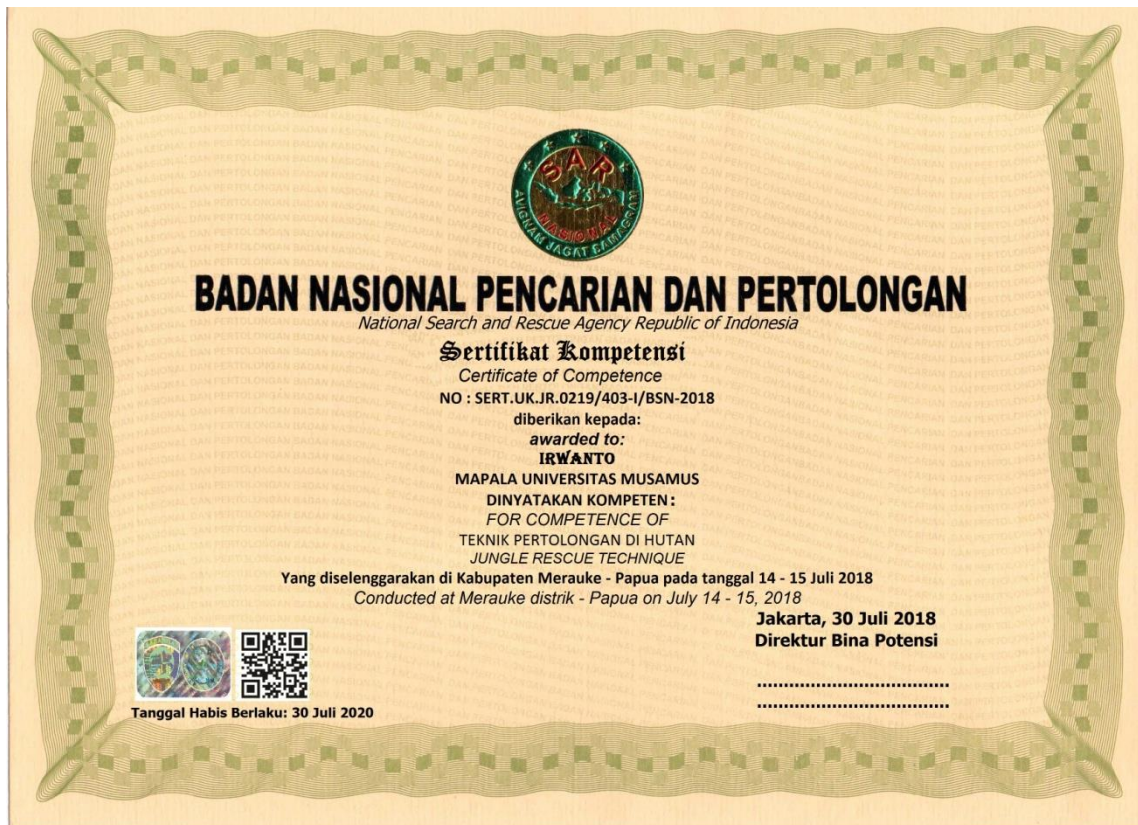 SAR
NASIONAL
AVIGNAM JAGAT SAMAGRAM
BADAN NASIONAL PENCARIAN DAN PERTOLONGAN
National Search and Rescue Agency Republic of Indonesia
Sertifikat Kompetensi
Certificate of Competence
NO : SERT.UK.JR.0219/403-I/BSN-2018
diberikan kepada:
awarded to:
IRWANTO
MAPALA UNIVERSITAS MUSAMUS
DINYATAKAN KOMPETEN :
FOR COMPETENCE OF
TEKNIK PERTOLONGAN DI HUTAN
JUNGLE RESCUE TECHNIQUE
Yang diselenggarakan di Kabupaten Merauke - Papua pada tanggal 14 - 15 Juli 2018
Conducted at Merauke distrik - Papua on July 14 - 15, 2018
Jakarta, 30 Juli 2018
Direktur Bina Potensi
....................................
....................................
Tanggal Habis Berlaku: 30 Juli 2020